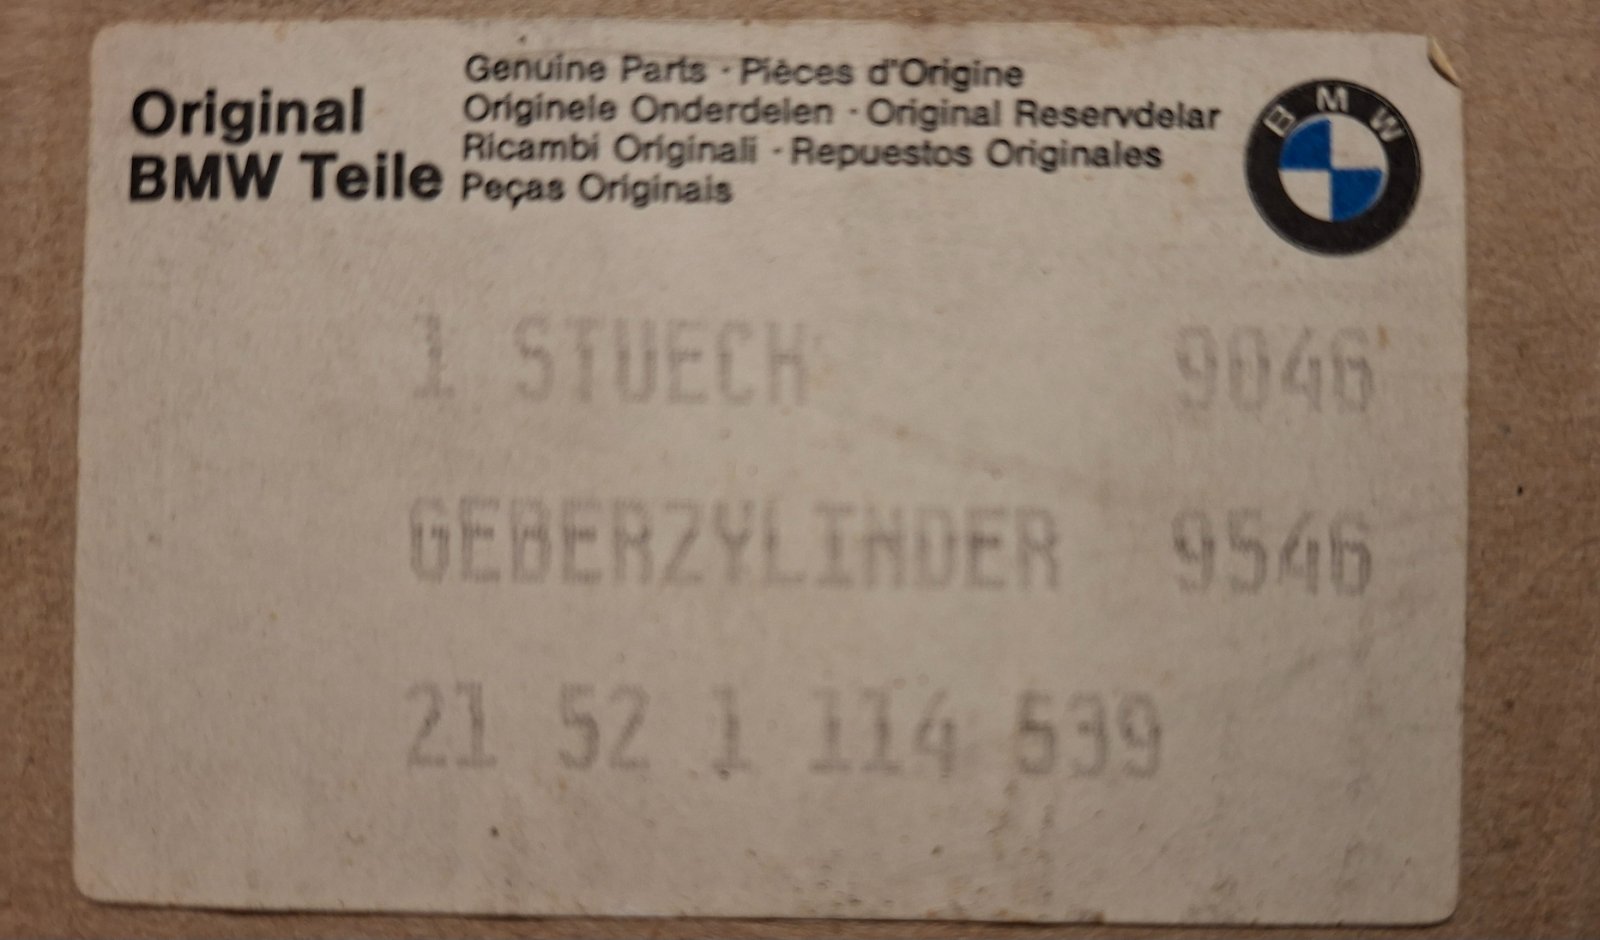 Original
BMW Teile
Genuine Parts · Pièces d'Origine
Originele Onderdelen · Original Reservdelar
Ricambi Originali · Repuestos Originales
Peças Originais
BMW
1 STUECK 9046
GEBERZYLINDER 9546
21 52 1 114 539